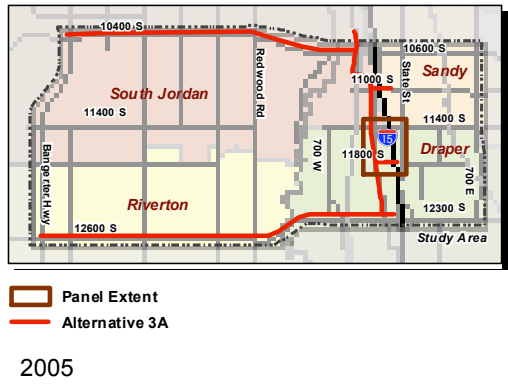 10400 S
10600 S
Redwood Rd
State St
Sandy
11000 S
South Jordan
11400 S
11400 S
15
Bangerter Hwy
700 W
11800 S
Draper
700 E
Riverton
12300 S
12600 S
Study Area
Panel Extent
Alternative 3A
2005